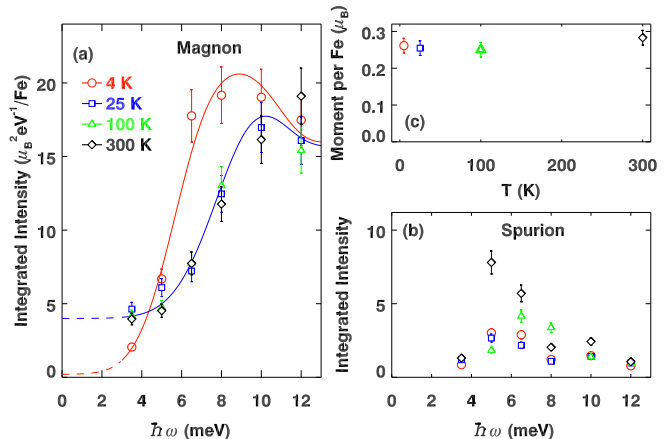 (a)
Magnon
4 K
25 K
100 K
300 K
20
15
10
5
0
0 2 4 6 8 10 12
Integrated Intensity (μB²eV⁻¹/Fe)
ħω (meV)
0.3
0.2
0.1
0.0
0 100 200 300
Moment per Fe (μB)
(c)
T (K)
(b)
Spurion
10
5
0
0 2 4 6 8 10 12
Integrated Intensity
ħω (meV)